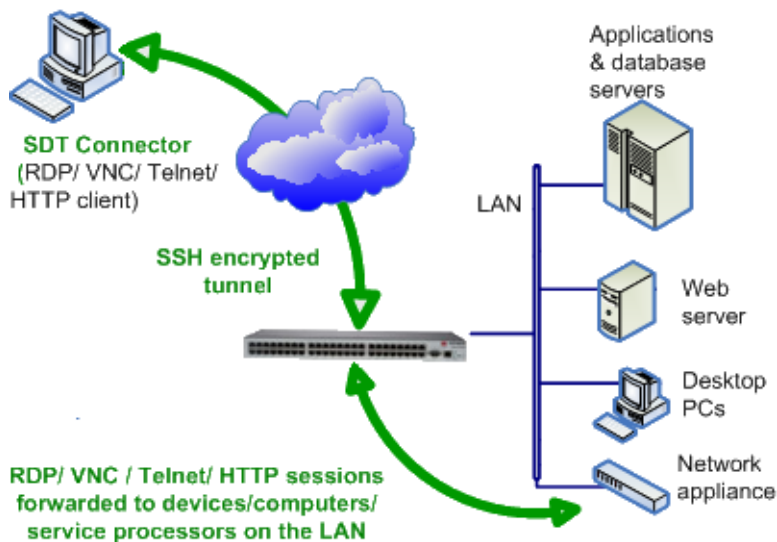 SDT Connector
(RDP/ VNC/ Telnet/
HTTP client)
SSH encrypted
tunnel
RDP/ VNC / Telnet/ HTTP sessions
forwarded to devices/computers/
service processors on the LAN
Applications
& database
servers
LAN
Web
server
Desktop
PCs
Network
appliance